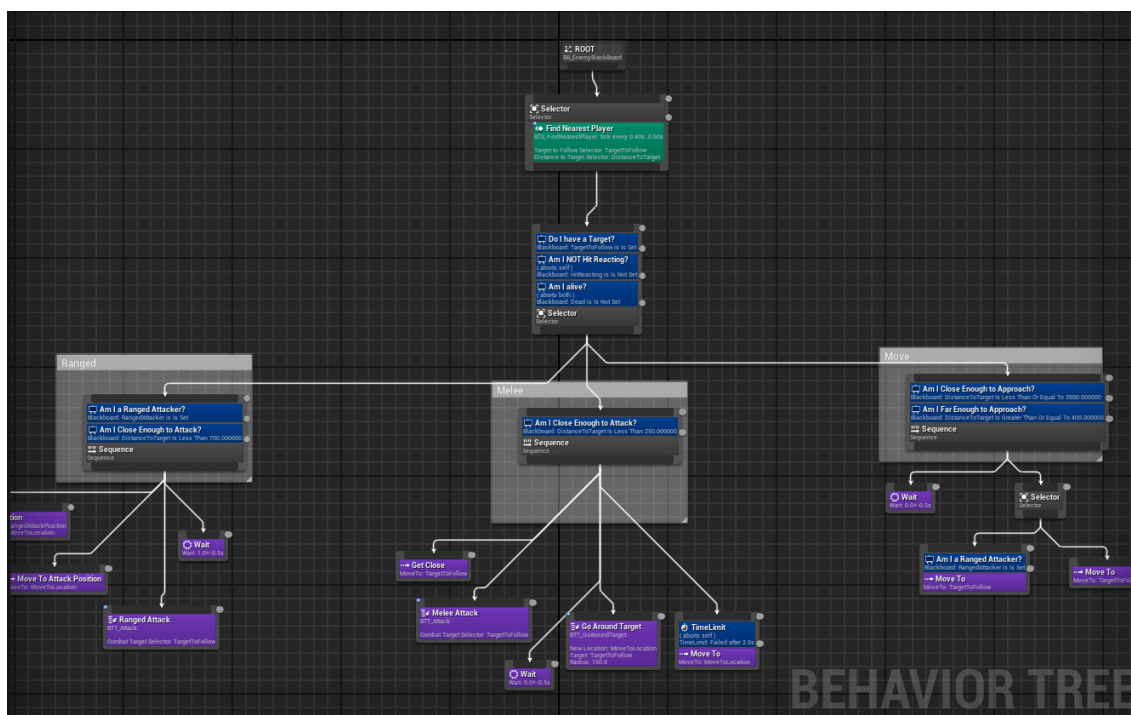 ROOT
BB_EnemyBlackBoard
Selector
Selector
Find Nearest Player
BTS_FindNearestPlayer: tick every 0.40s..0.60s
Target to Follow Selector: TargetToFollow
Distance to Target Selector: DistanceToTarget
Do I have a Target?
Blackboard: TargetToFollow is Is Set
Am I NOT Hit Reacting?
( aborts self )
Blackboard: HitReacting is Is Not Set
Am I alive?
( aborts both )
Blackboard: Dead is Is Not Set
Selector
Selector
Ranged
Am I a Ranged Attacker?
Blackboard: RangedAttacker is Is Set
Am I Close Enough to Attack?
Blackboard: DistanceToTarget Is Less Than 700.000000
Sequence
Sequence
tion
angedAttackPosition
MoveToLocation
Move To Attack Position
MoveTo: MoveToLocation
Ranged Attack
BTT_Attack:
Combat Target Selector: TargetToFollow
Wait
Wait: 1.0+-0.5s
Melee
Am I Close Enough to Attack?
Blackboard: DistanceToTarget Is Less Than 250.000000
Sequence
Sequence
Get Close
MoveTo: TargetToFollow
Melee Attack
BTT_Attack:
Combat Target Selector: TargetToFollow
Wait
Wait: 0.0+-0.5s
Go Around Target
BTT_GoAroundTarget:
New Location: MoveToLocation
Target: TargetToFollow
Radius: 150.0
TimeLimit
( aborts self )
TimeLimit: Failed after 2.0s
Move To
MoveTo: MoveToLocation
Move
Am I Close Enough to Approach?
Blackboard: DistanceToTarget Is Less Than Or Equal To 3500.000000
Am I Far Enough to Approach?
Blackboard: DistanceToTarget Is Greater Than Or Equal To 400.000000
Sequence
Sequence
Wait
Wait: 0.0+-0.5s
Selector
Selector
Am I a Ranged Attacker?
Blackboard: RangedAttacker is Is Set
Move To
MoveTo: TargetToFollow
Move To
MoveTo: TargetToFol
BEHAVIOR TREE